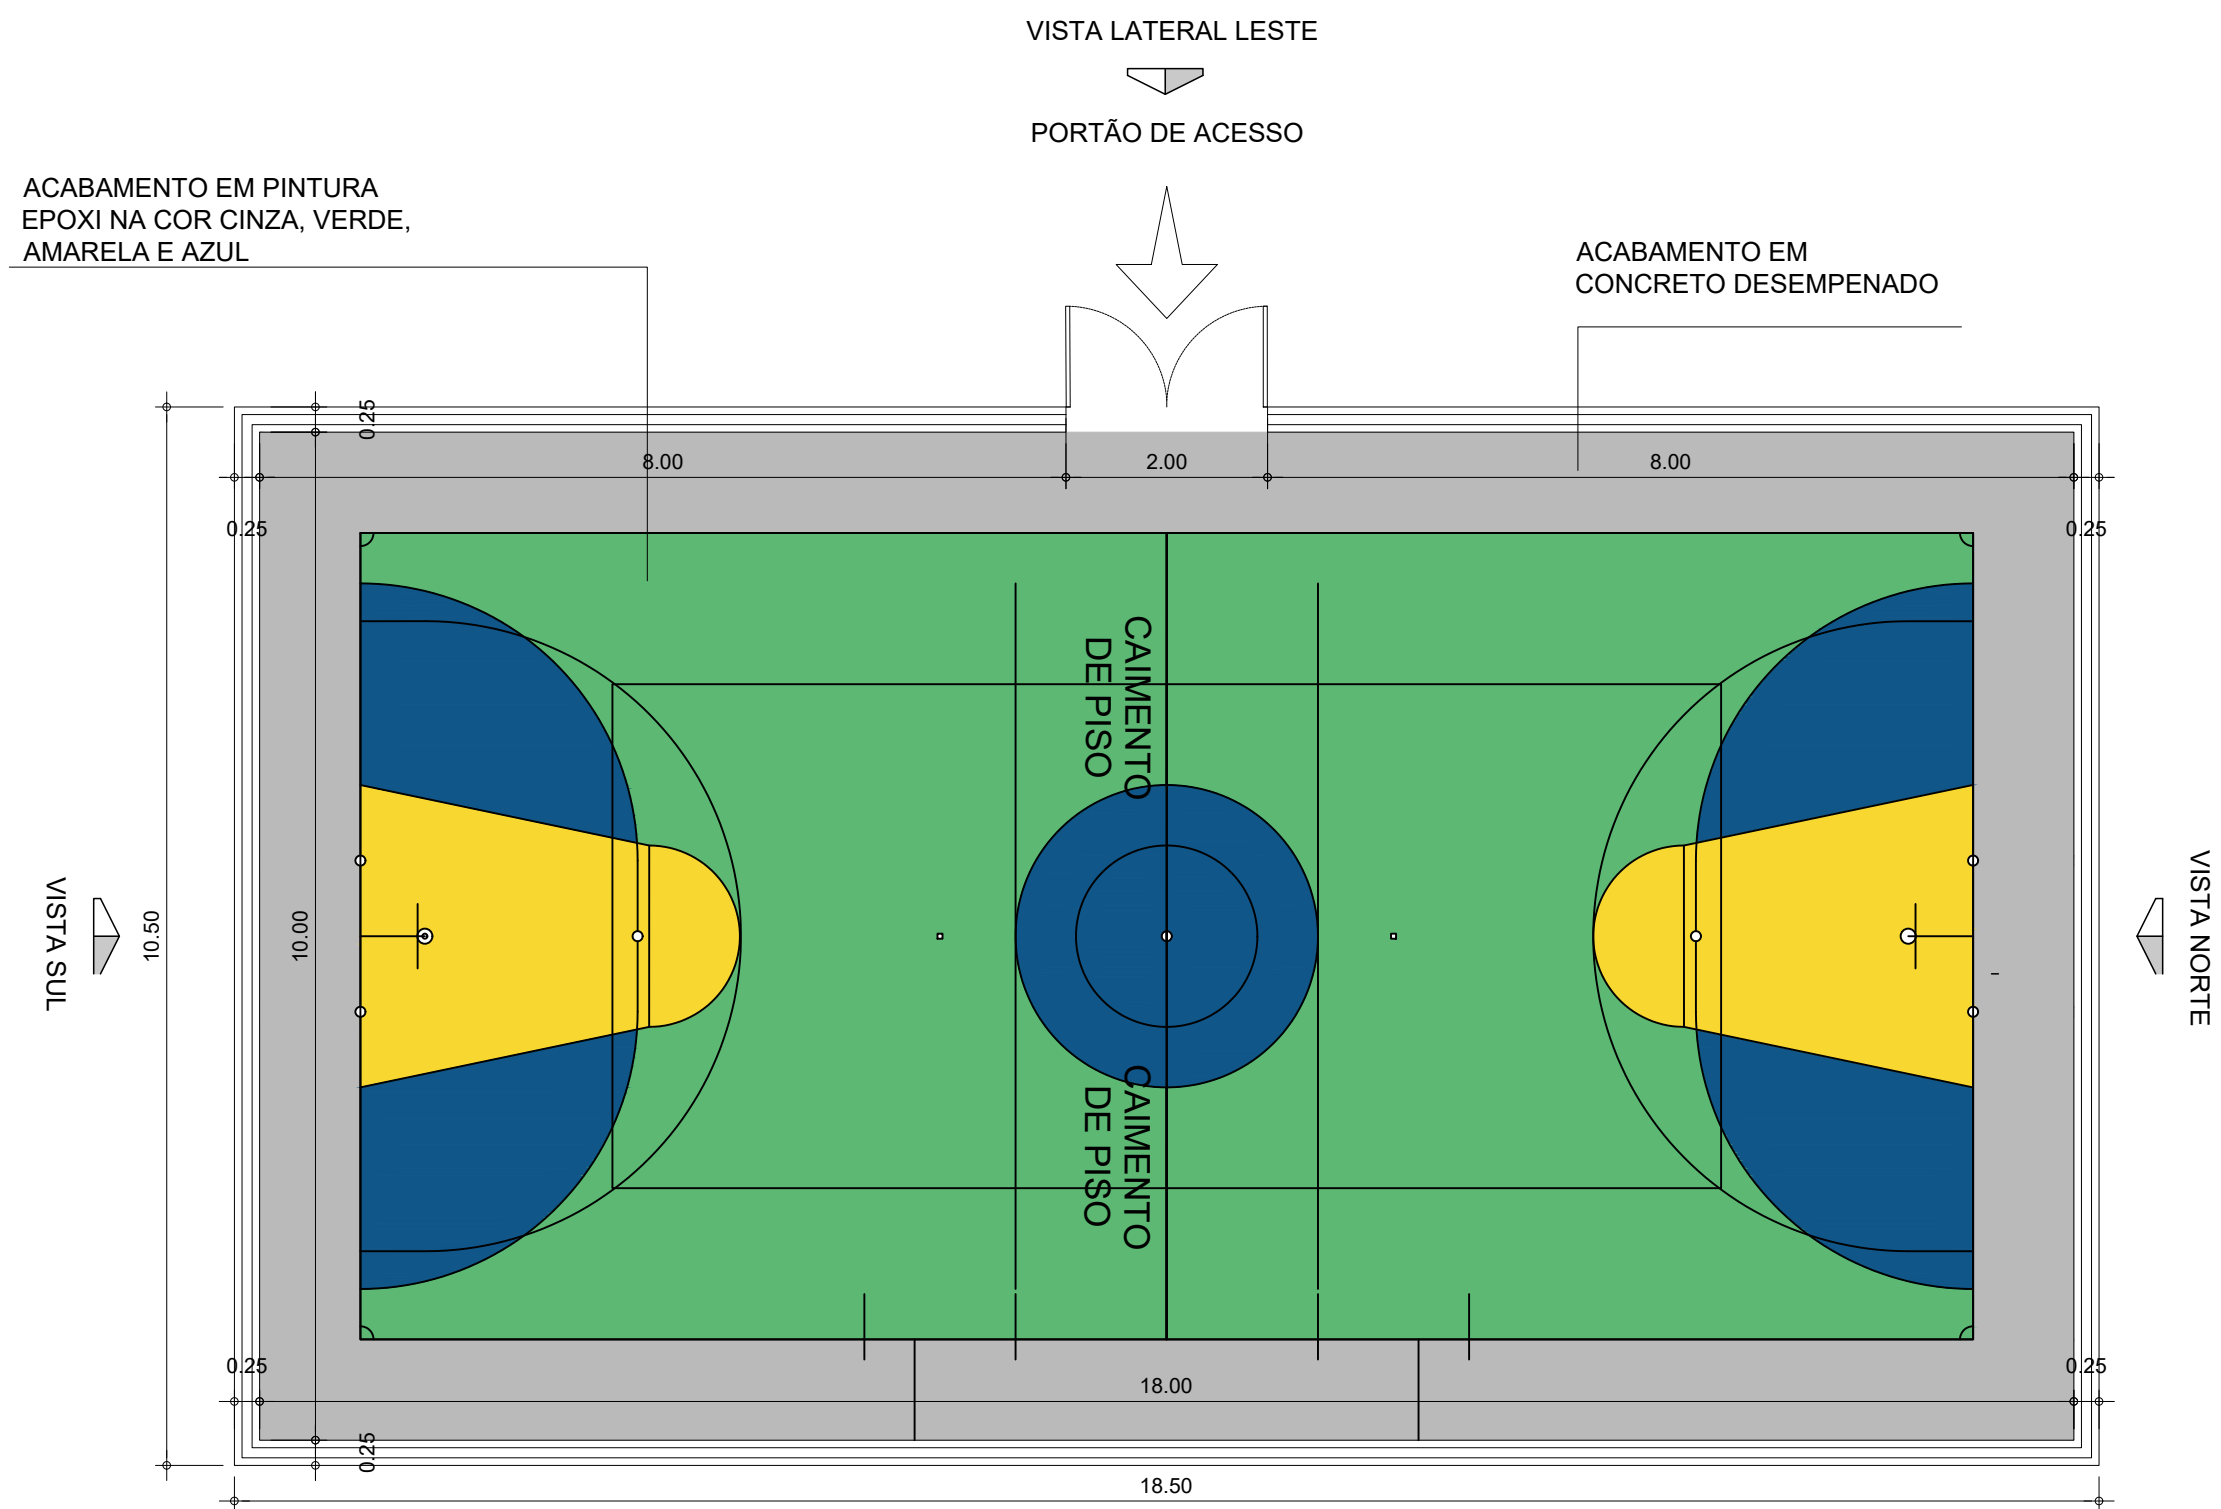 VISTA LATERAL LESTE
PORTÃO DE ACESSO
ACABAMENTO EM PINTURA
EPOXI NA COR CINZA, VERDE,
AMARELA E AZUL
ACABAMENTO EM
CONCRETO DESEMPENADO
0.25
8.00
2.00
8.00
0.25
0.25
CAIMENTO
DE PISO
VISTA SUL
10.50
10.00
VISTA NORTE
CAIMENTO
DE PISO
0.25
0.25
18.00
0.25
18.50